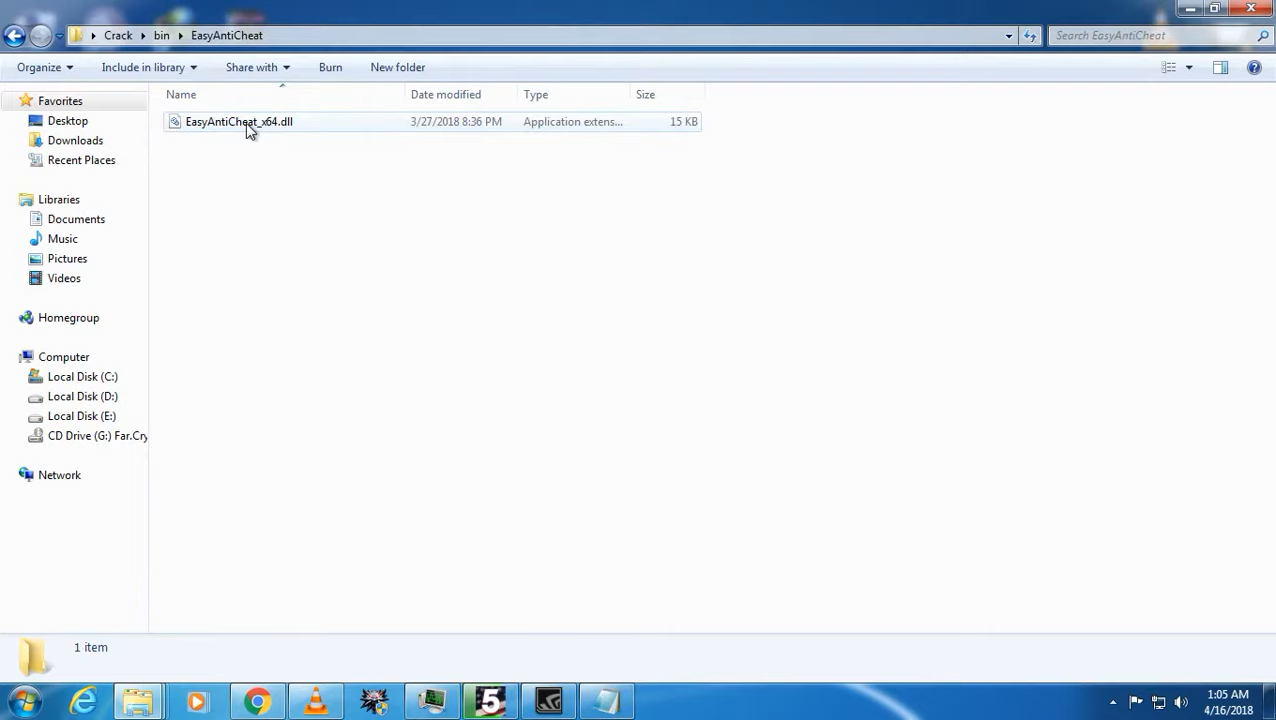 Crack bin EasyAntiCheat
Search EasyAntiCheat
Organize Include in library Share with Burn New folder
Favorites
Desktop
Downloads
Recent Places
Libraries
Documents
Music
Pictures
Videos
Homegroup
Computer
Local Disk (C:)
Local Disk (D:)
Local Disk (E:)
CD Drive (G:) Far.Cry
Network
Name Date modified Type Size
EasyAntiCheat_x64.dll 3/27/2018 8:36 PM Application extens... 15 KB
1 item
5
1:05 AM
4/16/2018